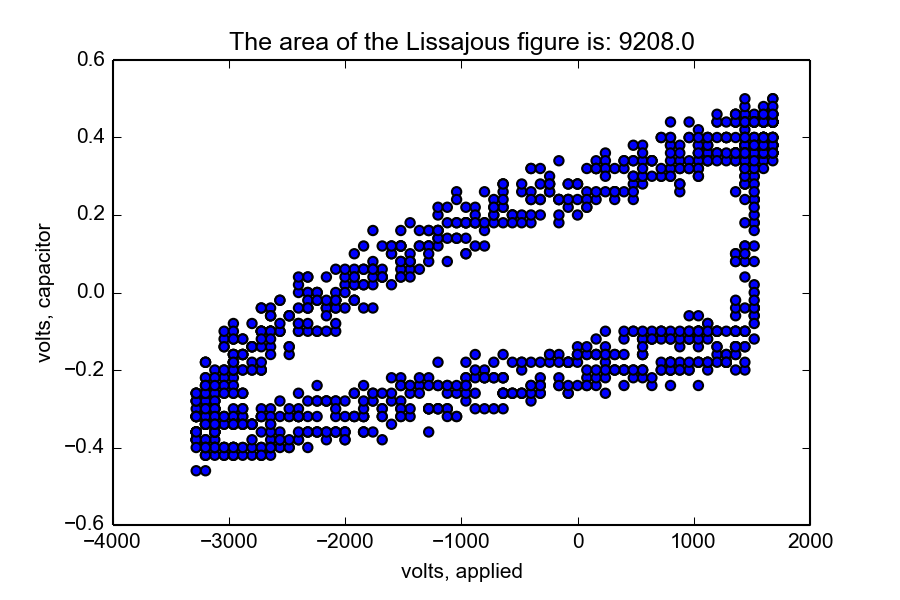 The area of the Lissajous figure is: 9208.0
0.6
0.4
0.2
0.0
−0.2
−0.4
−0.6
volts, capacitor
−4000 −3000 −2000 −1000 0 1000 2000
volts, applied